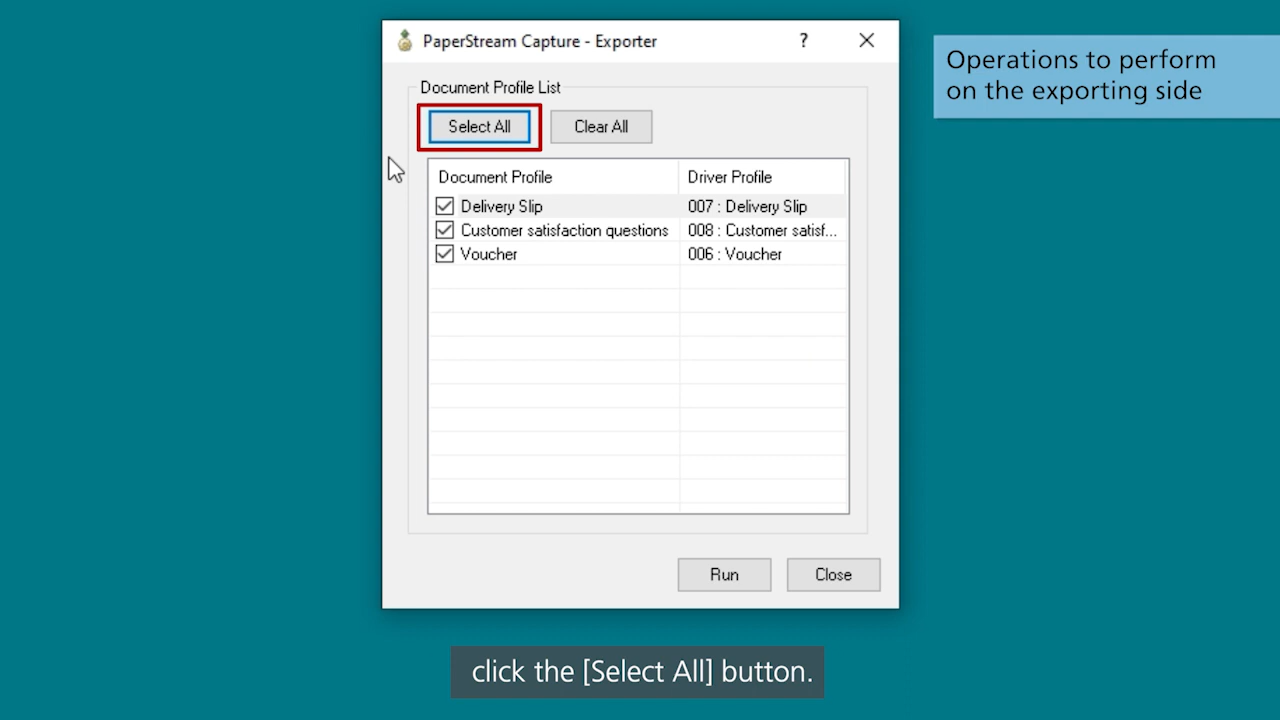 PaperStream Capture - Exporter
?
Operations to perform
on the exporting side
Document Profile List
Select All
Clear All
Document Profile
Driver Profile
Delivery Slip
007 : Delivery Slip
Customer satisfaction questions
008 : Customer satisf...
Voucher
006 : Voucher
Run
Close
click the [Select All] button.